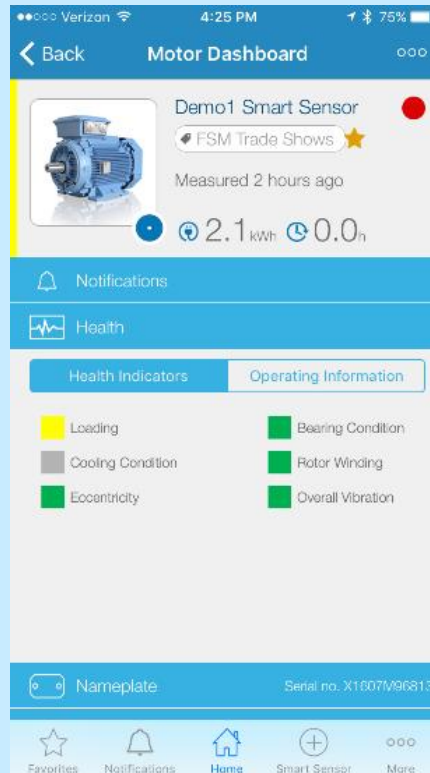 Verizon 4:25 PM 75%
Back Motor Dashboard
Demo1 Smart Sensor
FSM Trade Shows
Measured 2 hours ago
2.1 kWh 0.0 h
Notifications
Health
Health Indicators Operating Information
Loading Bearing Condition
Cooling Condition Rotor Winding
Eccentricity Overall Vibration
Nameplate Serial no. X1607M96813
Favorites Notifications Home Smart Sensor More